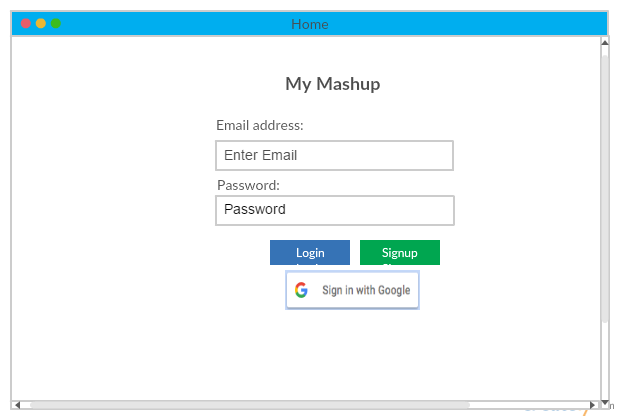 Home
My Mashup
Email address:
Enter Email
Password:
Password
Login
Signup
Sign in with Google